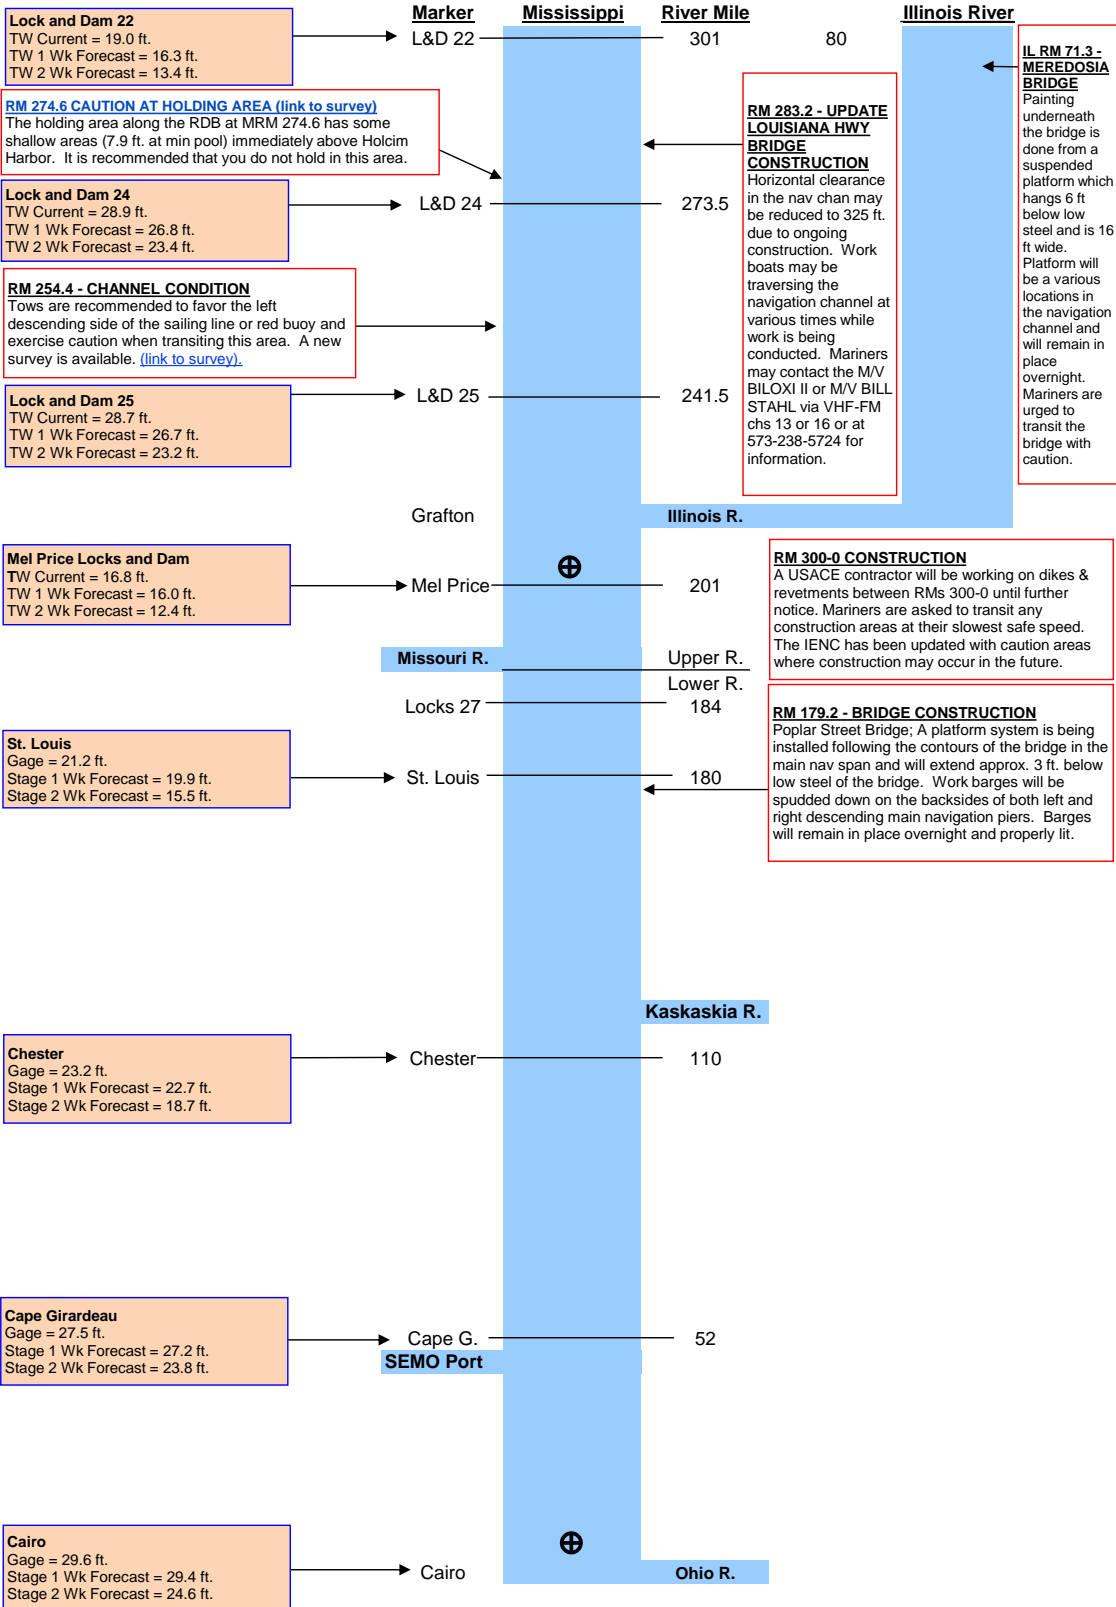 Marker Mississippi River Mile Illinois River
Lock and Dam 22
TW Current = 19.0 ft.
TW 1 Wk Forecast = 16.3 ft.
TW 2 Wk Forecast = 13.4 ft.
L&D 22 301 80
IL RM 71.3 -
MEREDOSIA
BRIDGE
Painting
underneath
the bridge is
done from a
suspended
platform which
hangs 6 ft
below low
steel and is 16
ft wide.
Platform will
be a various
locations in
the navigation
channel and
will remain in
place
overnight.
Mariners are
urged to
transit the
bridge with
caution.
RM 274.6 CAUTION AT HOLDING AREA (link to survey)
The holding area along the RDB at MRM 274.6 has some
shallow areas (7.9 ft. at min pool) immediately above Holcim
Harbor. It is recommended that you do not hold in this area.
RM 283.2 - UPDATE
LOUISIANA HWY
BRIDGE
CONSTRUCTION
Horizontal clearance
in the nav chan may
be reduced to 325 ft.
due to ongoing
construction. Work
boats may be
traversing the
navigation channel at
various times while
work is being
conducted. Mariners
may contact the M/V
BILOXI II or M/V BILL
STAHL via VHF-FM
chs 13 or 16 or at
573-238-5724 for
information.
Lock and Dam 24
TW Current = 28.9 ft.
TW 1 Wk Forecast = 26.8 ft.
TW 2 Wk Forecast = 23.4 ft.
L&D 24 273.5
RM 254.4 - CHANNEL CONDITION
Tows are recommended to favor the left
descending side of the sailing line or red buoy and
exercise caution when transiting this area. A new
survey is available. (link to survey).
Lock and Dam 25
TW Current = 28.7 ft.
TW 1 Wk Forecast = 26.7 ft.
TW 2 Wk Forecast = 23.2 ft.
L&D 25 241.5
Grafton Illinois R.
Mel Price Locks and Dam
TW Current = 16.8 ft.
TW 1 Wk Forecast = 16.0 ft.
TW 2 Wk Forecast = 12.4 ft.
Mel Price 201
RM 300-0 CONSTRUCTION
A USACE contractor will be working on dikes &
revetments between RMs 300-0 until further
notice. Mariners are asked to transit any
construction areas at their slowest safe speed.
The IENC has been updated with caution areas
where construction may occur in the future.
Missouri R. Upper R.
Lower R.
Locks 27 184
RM 179.2 - BRIDGE CONSTRUCTION
Poplar Street Bridge; A platform system is being
installed following the contours of the bridge in the
main nav span and will extend approx. 3 ft. below
low steel of the bridge. Work barges will be
spudded down on the backsides of both left and
right descending main navigation piers. Barges
will remain in place overnight and properly lit.
St. Louis
Gage = 21.2 ft.
Stage 1 Wk Forecast = 19.9 ft.
Stage 2 Wk Forecast = 15.5 ft.
St. Louis 180
Kaskaskia R.
Chester
Gage = 23.2 ft.
Stage 1 Wk Forecast = 22.7 ft.
Stage 2 Wk Forecast = 18.7 ft.
Chester 110
Cape Girardeau
Gage = 27.5 ft.
Stage 1 Wk Forecast = 27.2 ft.
Stage 2 Wk Forecast = 23.8 ft.
Cape G. 52
SEMO Port
Cairo
Gage = 29.6 ft.
Stage 1 Wk Forecast = 29.4 ft.
Stage 2 Wk Forecast = 24.6 ft.
Cairo Ohio R.